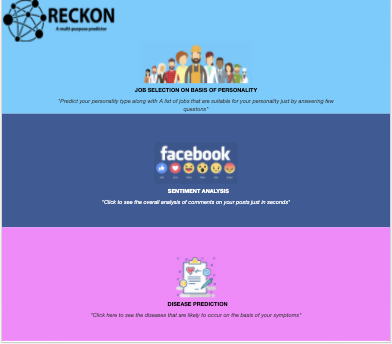 RECKON
A multi-purpose predictor
JOB SELECTION ON BASIS OF PERSONALITY
"Predict your personality type along with A list of jobs that are suitable for your personality just by answering few
questions"
facebook
SENTIMENT ANALYSIS
"Click to see the overall analysis of comments on your posts just in seconds"
DISEASE PREDICTION
"Click here to see the diseases that are likely to occur on the basis of your symptoms"